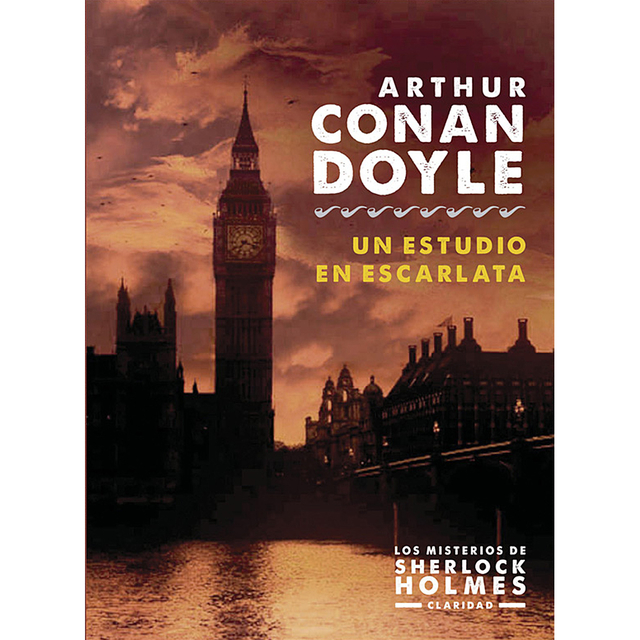 ARTHUR
CONAN
DOYLE
UN ESTUDIO
EN ESCARLATA
LOS MISTERIOS DE
SHERLOCK
HOLMES
CLARIDAD